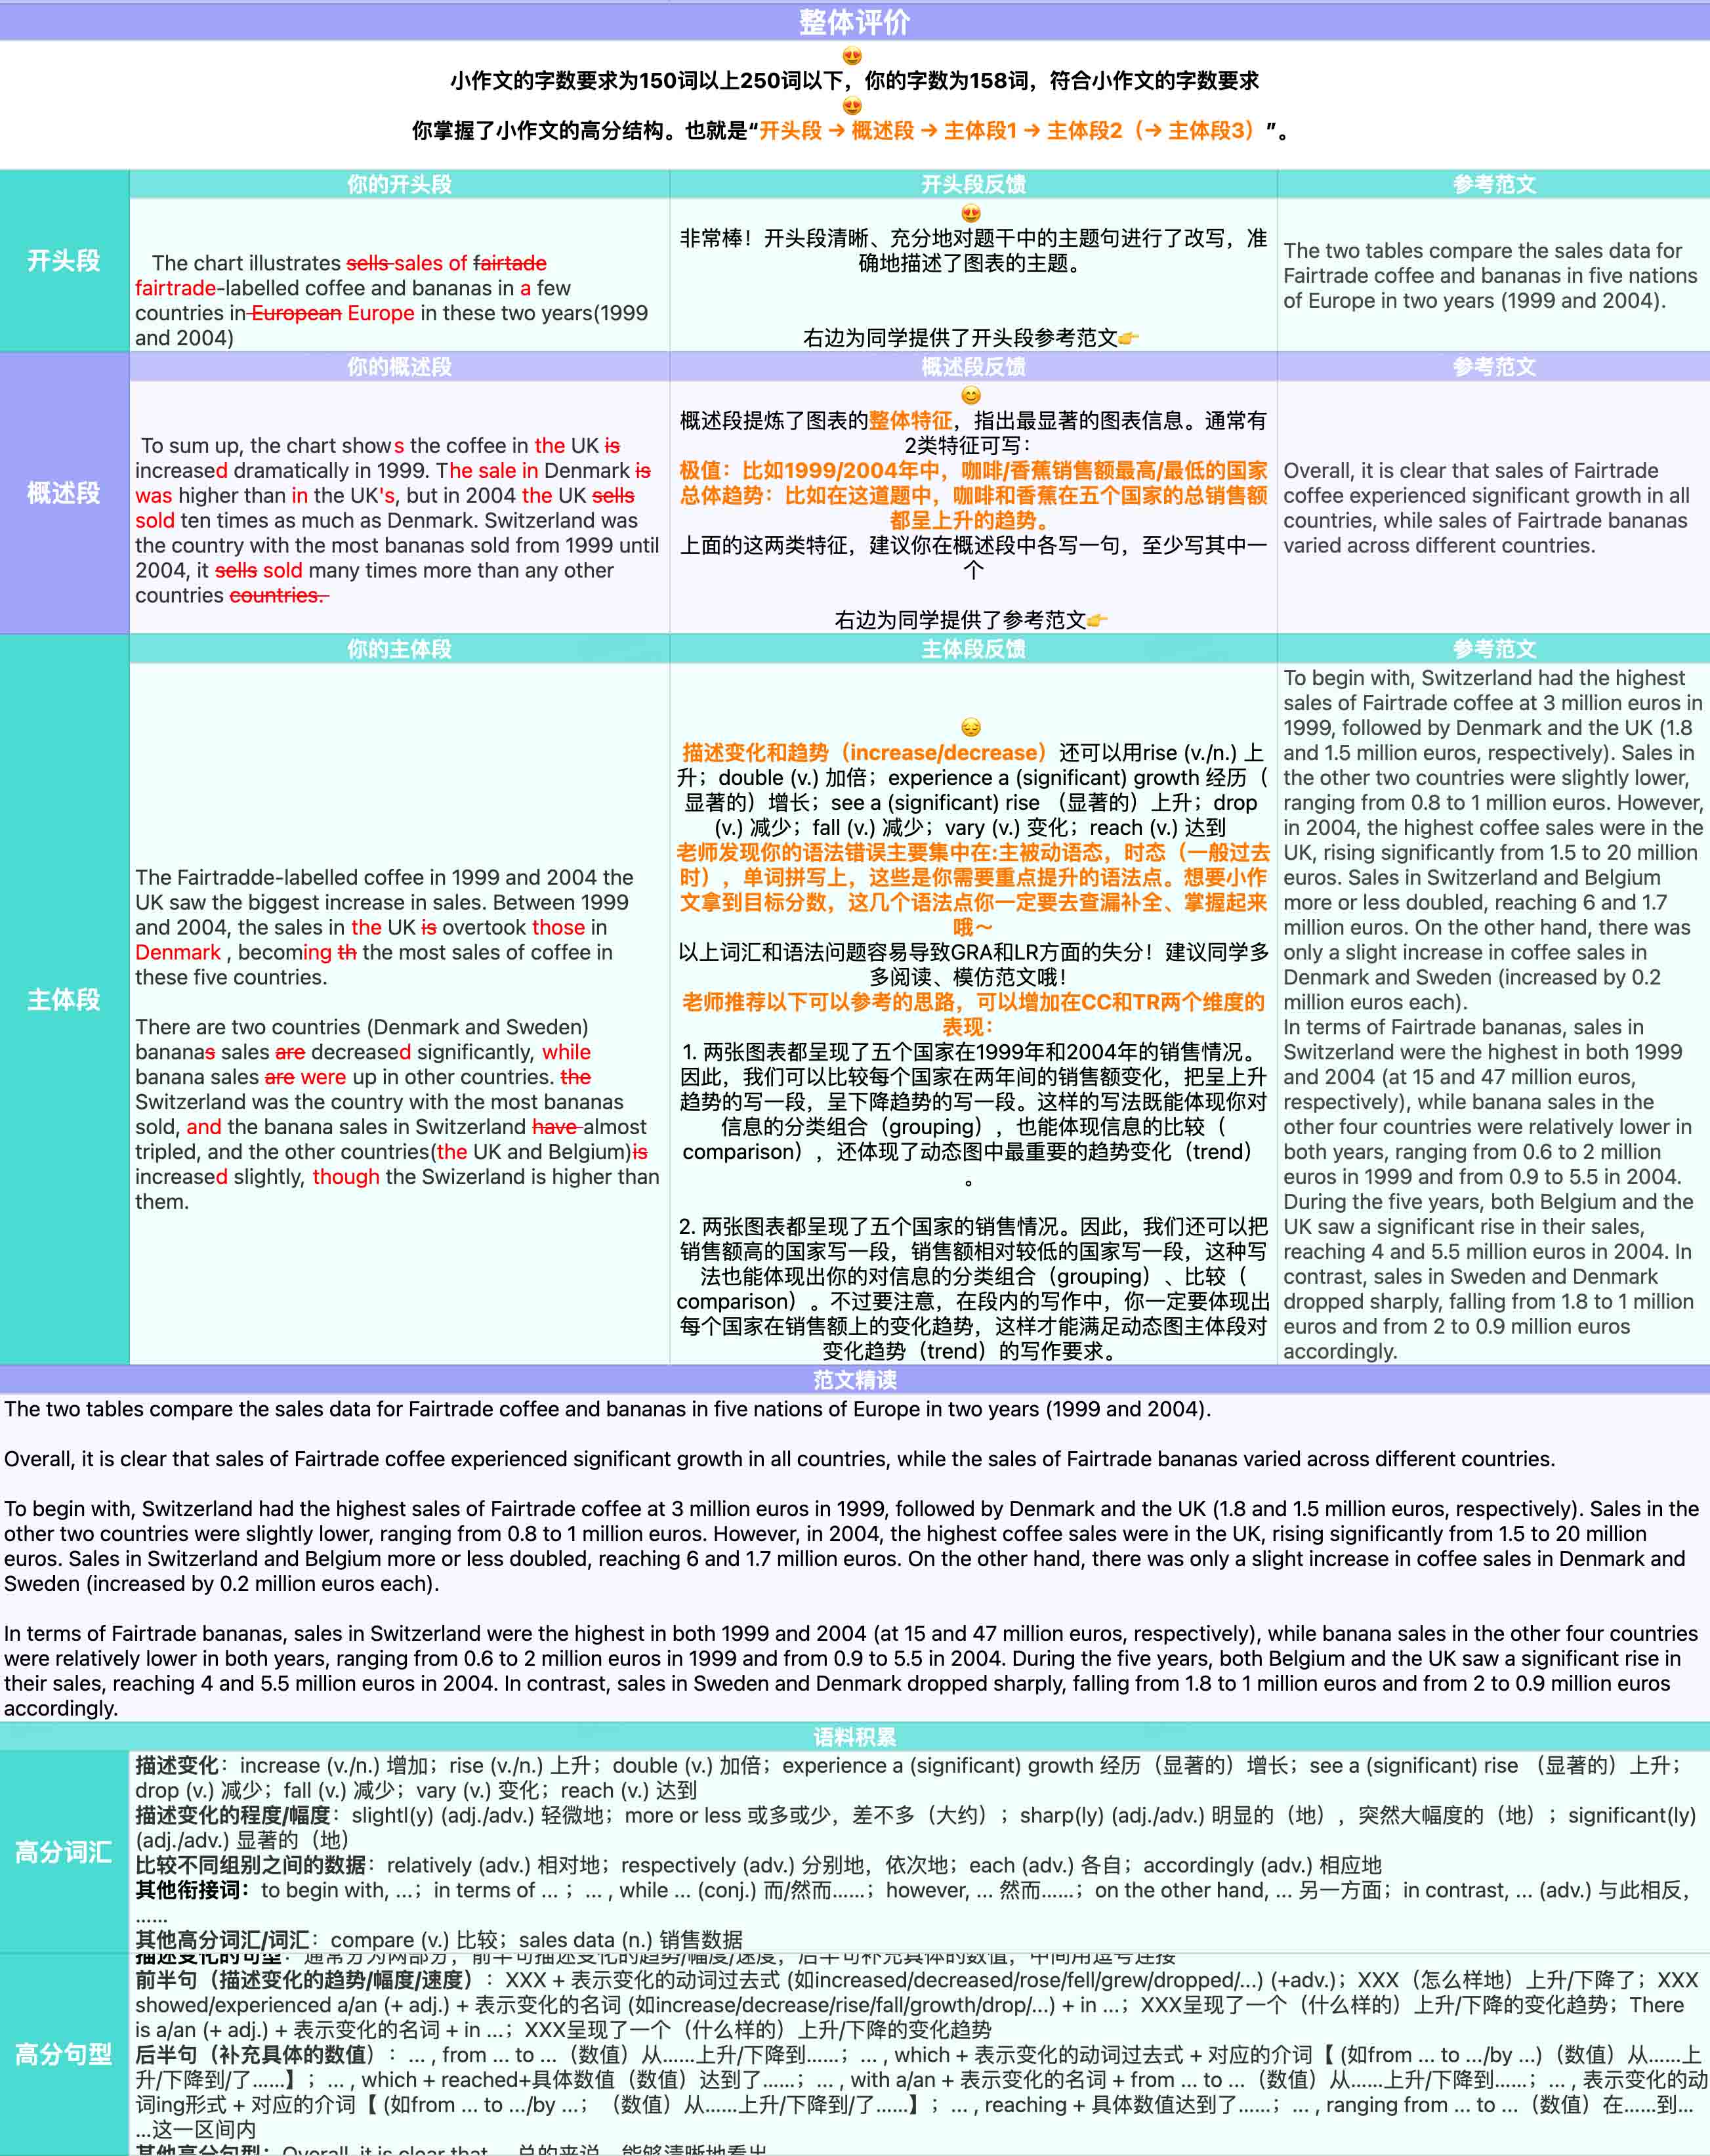 整体评价
小作文的字数要求为150词以上250词以下，你的字数为158词，符合小作文的字数要求
你掌握了小作文的高分结构。也就是“开头段 → 概述段 → 主体段1 → 主体段2（→ 主体段3）”。
开头段
你的开头段
The chart illustrates sells sales of fairtade
fairtrade-labelled coffee and bananas in a few
countries in European Europe in these two years(1999
and 2004)
开头段反馈
非常棒！开头段清晰、充分地对题干中的主题句进行了改写，准
确地描述了图表的主题。
右边为同学提供了开头段参考范文👉
参考范文
The two tables compare the sales data for
Fairtrade coffee and bananas in five nations
of Europe in two years (1999 and 2004).
概述段
你的概述段
To sum up, the chart shows the coffee in the UK is
increased dramatically in 1999. The sale in Denmark is
was higher than in the UK's, but in 2004 the UK sells
sold ten times as much as Denmark. Switzerland was
the country with the most bananas sold from 1999 until
2004, it sells sold many times more than any other
countries countries.
概述段反馈
概述段提炼了图表的整体特征，指出最显著的图表信息。通常有
2类特征可写：
极值：比如1999/2004年中，咖啡/香蕉销售额最高/最低的国家
总体趋势：比如在这道题中，咖啡和香蕉在五个国家的总销售额
都呈上升的趋势。
上面的这两类特征，建议你在概述段中各写一句，至少写其中一
个
右边为同学提供了参考范文👉
参考范文
Overall, it is clear that sales of Fairtrade
coffee experienced significant growth in all
countries, while sales of Fairtrade bananas
varied across different countries.
主体段
你的主体段
The Fairtradde-labelled coffee in 1999 and 2004 the
UK saw the biggest increase in sales. Between 1999
and 2004, the sales in the UK is overtook those in
Denmark , becoming th the most sales of coffee in
these five countries.
There are two countries (Denmark and Sweden)
bananas sales are decreased significantly, while
banana sales are were up in other countries. the
Switzerland was the country with the most bananas
sold, and the banana sales in Switzerland have almost
tripled, and the other countries(the UK and Belgium)is
increased slightly, though the Swizerland is higher than
them.
主体段反馈
描述变化和趋势（increase/decrease）还可以用rise (v./n.) 上
升；double (v.) 加倍；experience a (significant) growth 经历（
显著的）增长；see a (significant) rise （显著的）上升；drop
(v.) 减少；fall (v.) 减少；vary (v.) 变化；reach (v.) 达到
老师发现你的语法错误主要集中在:主被动语态，时态（一般过去
时），单词拼写上，这些是你需要重点提升的语法点。想要小作
文拿到目标分数，这几个语法点你一定要去查漏补全、掌握起来
哦～
以上词汇和语法问题容易导致GRA和LR方面的失分！建议同学多
多阅读、模仿范文哦！
老师推荐以下可以参考的思路，可以增加在CC和TR两个维度的
表现：
1. 两张图表都呈现了五个国家在1999年和2004年的销售情况。
因此，我们可以比较每个国家在两年间的销售额变化，把呈上升
趋势的写一段，呈下降趋势的写一段。这样的写法既能体现你对
信息的分类组合（grouping），也能体现信息的比较（
comparison），还体现了动态图中最重要的趋势变化（trend）
。
2. 两张图表都呈现了五个国家的销售情况。因此，我们还可以把
销售额高的国家写一段，销售额相对较低的国家写一段，这种写
法也能体现出你的对信息的分类组合（grouping）、比较（
comparison）。不过要注意，在段内的写作中，你一定要体现出
每个国家在销售额上的变化趋势，这样才能满足动态图主体段对
变化趋势（trend）的写作要求。
参考范文
To begin with, Switzerland had the highest
sales of Fairtrade coffee at 3 million euros in
1999, followed by Denmark and the UK (1.8
and 1.5 million euros, respectively). Sales in
the other two countries were slightly lower,
ranging from 0.8 to 1 million euros. However,
in 2004, the highest coffee sales were in the
UK, rising significantly from 1.5 to 20 million
euros. Sales in Switzerland and Belgium
more or less doubled, reaching 6 and 1.7
million euros. On the other hand, there was
only a slight increase in coffee sales in
Denmark and Sweden (increased by 0.2
million euros each).
In terms of Fairtrade bananas, sales in
Switzerland were the highest in both 1999
and 2004 (at 15 and 47 million euros,
respectively), while banana sales in the
other four countries were relatively lower in
both years, ranging from 0.6 to 2 million
euros in 1999 and from 0.9 to 5.5 in 2004.
During the five years, both Belgium and the
UK saw a significant rise in their sales,
reaching 4 and 5.5 million euros in 2004. In
contrast, sales in Sweden and Denmark
dropped sharply, falling from 1.8 to 1 million
euros and from 2 to 0.9 million euros
accordingly.
范文精读
The two tables compare the sales data for Fairtrade coffee and bananas in five nations of Europe in two years (1999 and 2004).
Overall, it is clear that sales of Fairtrade coffee experienced significant growth in all countries, while the sales of Fairtrade bananas varied across different countries.
To begin with, Switzerland had the highest sales of Fairtrade coffee at 3 million euros in 1999, followed by Denmark and the UK (1.8 and 1.5 million euros, respectively). Sales in the
other two countries were slightly lower, ranging from 0.8 to 1 million euros. However, in 2004, the highest coffee sales were in the UK, rising significantly from 1.5 to 20 million
euros. Sales in Switzerland and Belgium more or less doubled, reaching 6 and 1.7 million euros. On the other hand, there was only a slight increase in coffee sales in Denmark and
Sweden (increased by 0.2 million euros each).
In terms of Fairtrade bananas, sales in Switzerland were the highest in both 1999 and 2004 (at 15 and 47 million euros, respectively), while banana sales in the other four countries
were relatively lower in both years, ranging from 0.6 to 2 million euros in 1999 and from 0.9 to 5.5 in 2004. During the five years, both Belgium and the UK saw a significant rise in
their sales, reaching 4 and 5.5 million euros in 2004. In contrast, sales in Sweden and Denmark dropped sharply, falling from 1.8 to 1 million euros and from 2 to 0.9 million euros
accordingly.
语料积累
高分词汇
描述变化：increase (v./n.) 增加；rise (v./n.) 上升；double (v.) 加倍；experience a (significant) growth 经历（显著的）增长；see a (significant) rise （显著的）上升；
drop (v.) 减少；fall (v.) 减少；vary (v.) 变化；reach (v.) 达到
描述变化的程度/幅度：slightl(y) (adj./adv.) 轻微地；more or less 或多或少，差不多（大约）；sharp(ly) (adj./adv.) 明显的（地），突然大幅度的（地）；significant(ly)
(adj./adv.) 显著的（地）
比较不同组别之间的数据：relatively (adv.) 相对地；respectively (adv.) 分别地，依次地；each (adv.) 各自；accordingly (adv.) 相应地
其他衔接词：to begin with, ...；in terms of ...；... , while ... (conj.) 而/然而......；however, ... 然而......；on the other hand, ... 另一方面；in contrast, ... (adv.) 与此相反，
......
其他高分词汇/词汇：compare (v.) 比较；sales data (n.) 销售数据
高分句型
描述变化的句型：通常分为两部分，前半句描述变化的趋势/幅度/速度，后半句补充具体的数值，中间用逗号连接
前半句（描述变化的趋势/幅度/速度）：XXX + 表示变化的动词过去式 (如increased/decreased/rose/fell/grew/dropped/...) (+adv.)；XXX（怎么样地）上升/下降了；XXX
showed/experienced a/an (+ adj.) + 表示变化的名词 (如increase/decrease/rise/fall/growth/drop/...) + in ...；XXX呈现了一个（什么样的）上升/下降的变化趋势；There
is a/an (+ adj.) + 表示变化的名词 + in ...；XXX呈现了一个（什么样的）上升/下降的变化趋势
后半句（补充具体的数值）：... , from ... to ...（数值）从......上升/下降到......；... , which + 表示变化的动词过去式 + 对应的介词【 (如from ... to .../by ...)（数值）从......上
升/下降到/了......】；... , which + reached+具体数值（数值）达到了......；... , with a/an + 表示变化的名词 + from ... to ...（数值）从......上升/下降到......；... , 表示变化的动
词ing形式 + 对应的介词【 (如from ... to .../by ...；（数值）从......上升/下降到/了......】；... , reaching + 具体数值达到了......；... , ranging from ... to ...（数值）在......到...
...这一区间内
其他高分句型：Overall, it is clear that ... 总的来说，能够清晰地看出......